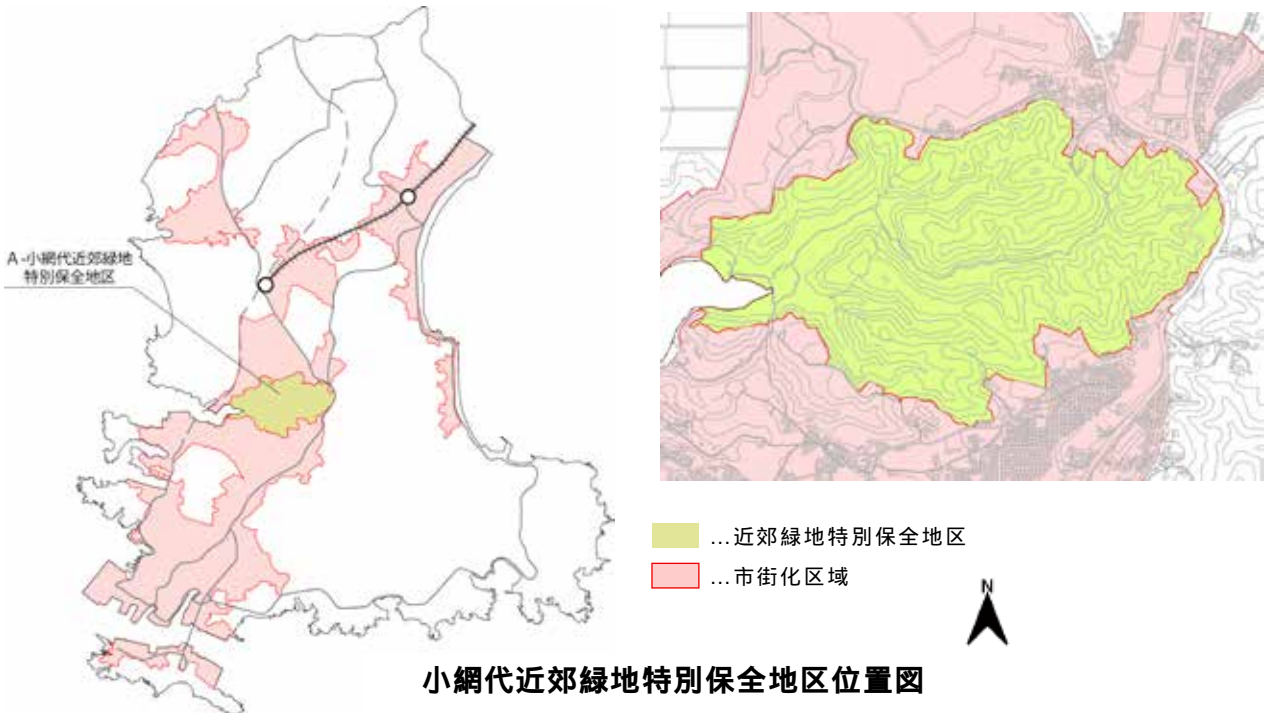 A-小網代近郊緑地
特別保全地区
…近郊緑地特別保全地区
…市街化区域
N
小網代近郊緑地特別保全地区位置図